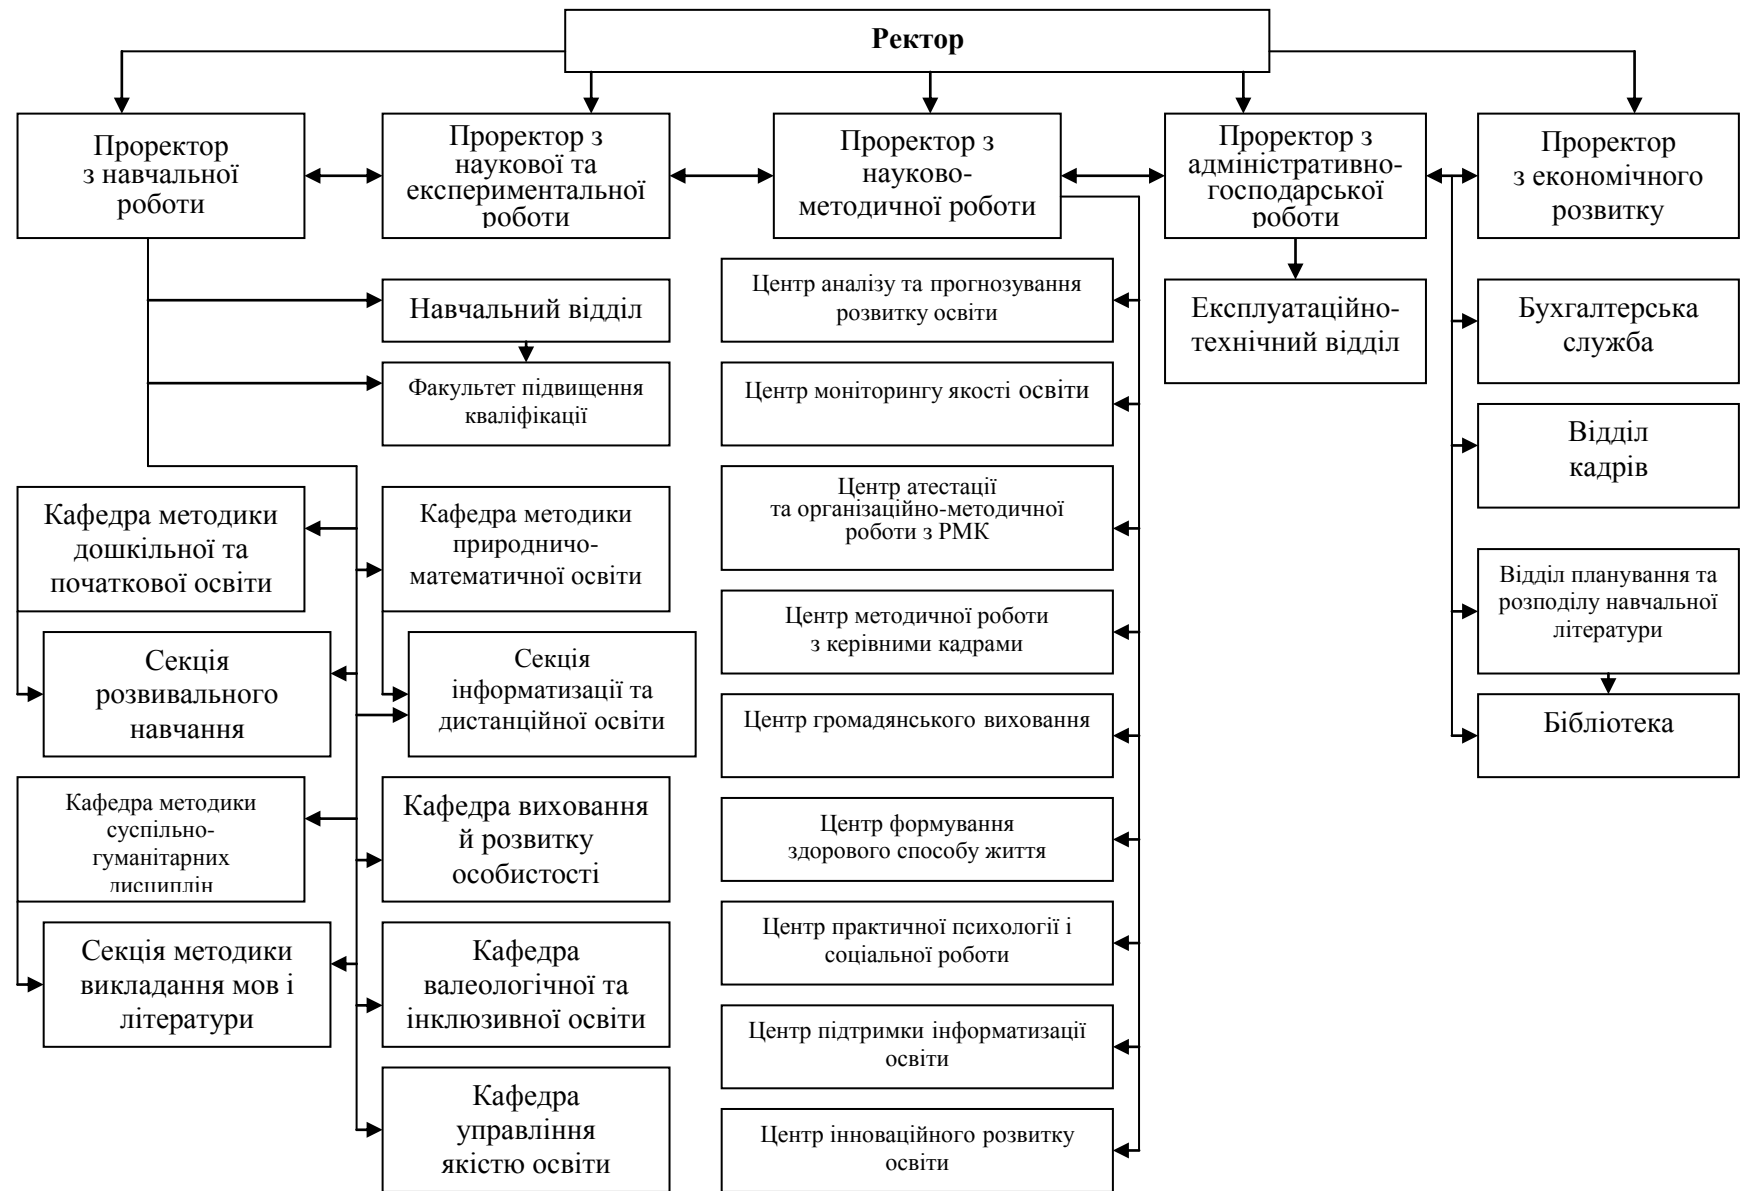 Ректор
Проректор
з навчальної
роботи
Проректор з
наукової та
експериментальної
роботи
Проректор з
науково-
методичної роботи
Проректор з
адміністративно-
господарської
роботи
Проректор
з економічного
розвитку
Навчальний відділ
Факультет підвищення
кваліфікації
Кафедра методики
дошкільної та
початкової освіти
Секція
розвивального
навчання
Кафедра методики
суспільно-
гуманітарних
дисциплін
Секція методики
викладання мов і
літератури
Кафедра методики
природничо-
математичної освіти
Секція
інформатизації та
дистанційної освіти
Кафедра виховання
й розвитку
особистості
Кафедра
валеологічної та
інклюзивної освіти
Кафедра
управління
якістю освіти
Центр аналізу та прогнозування
розвитку освіти
Центр моніторингу якості освіти
Центр атестації
та організаційно-методичної
роботи з РМК
Центр методичної роботи
з керівними кадрами
Центр громадянського виховання
Центр формування
здорового способу життя
Центр практичної психології і
соціальної роботи
Центр підтримки інформатизації
освіти
Центр інноваційного розвитку
освіти
Експлуатаційно-
технічний відділ
Бухгалтерська
служба
Відділ
кадрів
Відділ планування та
розподілу навчальної
літератури
Бібліотека